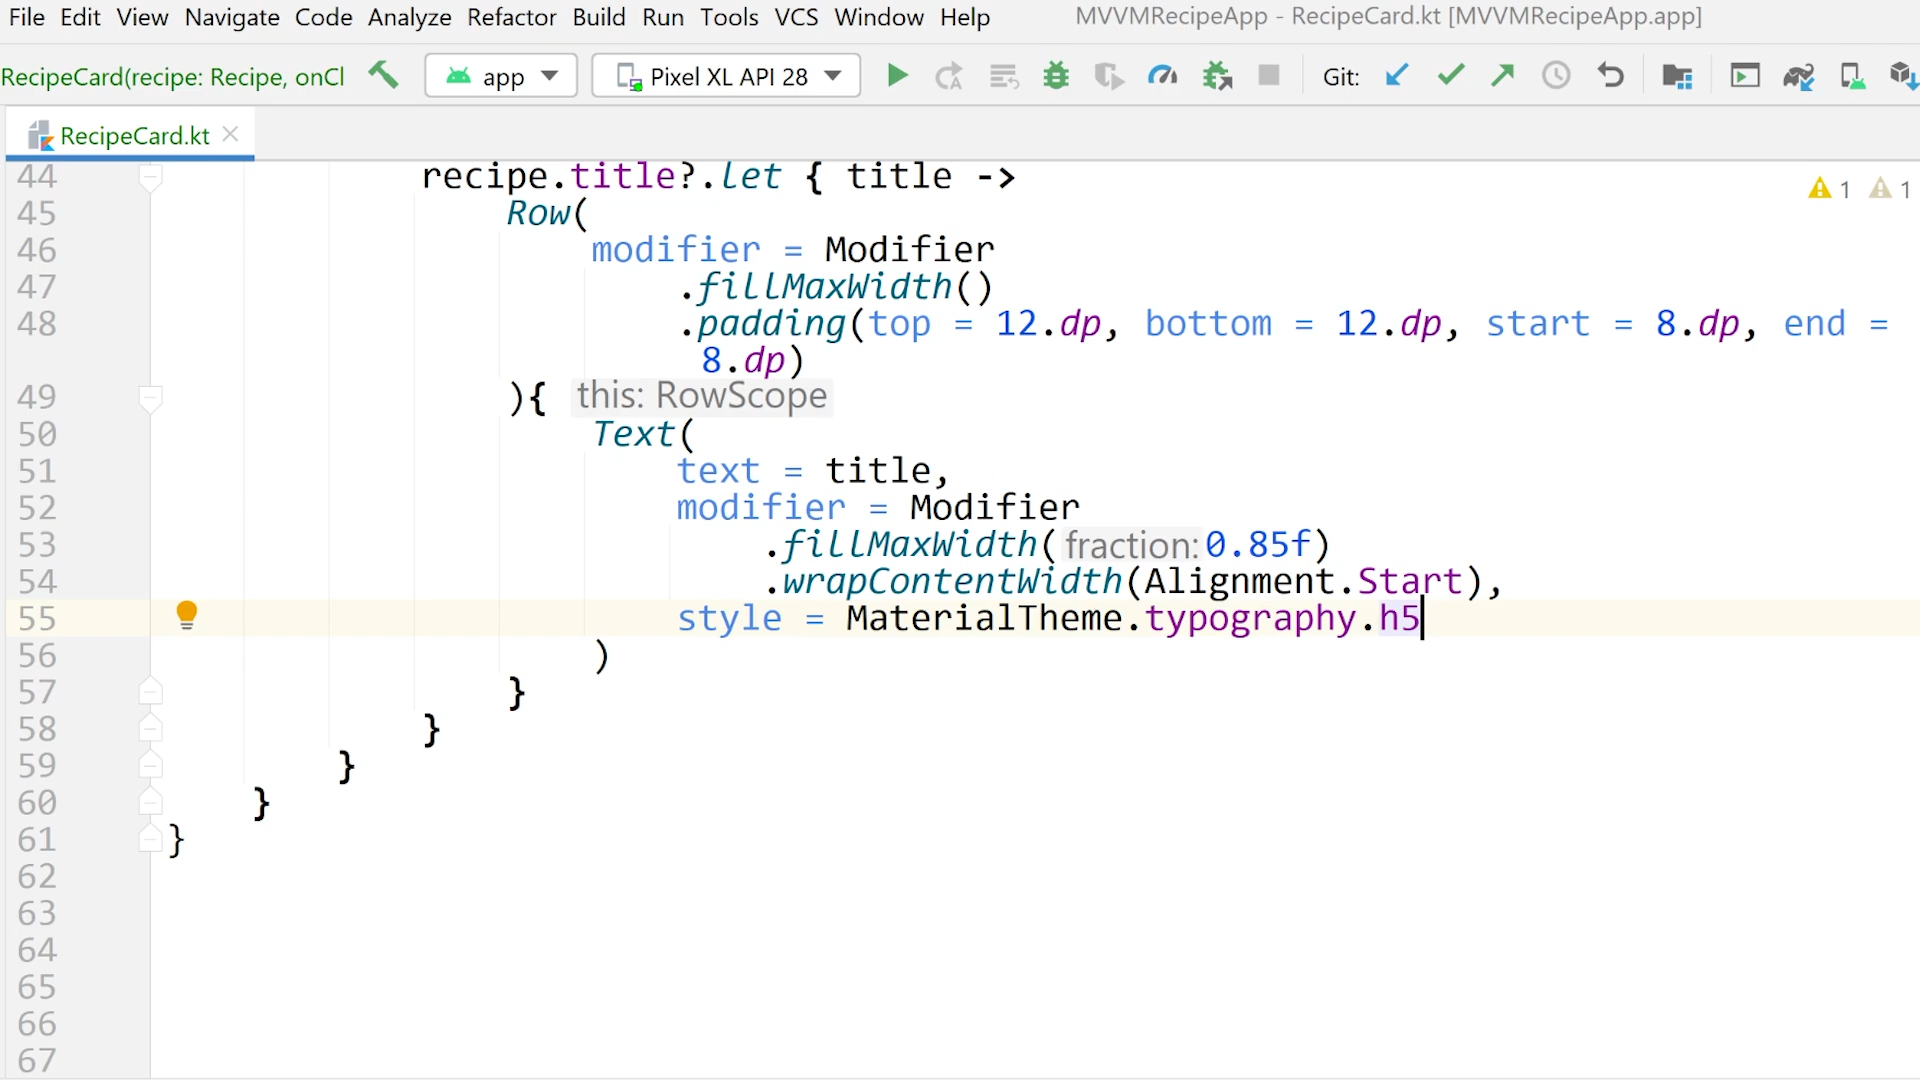 File Edit View Navigate Code Analyze Refactor Build Run Tools VCS Window Help MVVMRecipeApp - RecipeCard.kt [MVVMRecipeApp.app]
RecipeCard(recipe: Recipe, onCl app Pixel XL API 28 Git:
RecipeCard.kt
44 recipe.title?.let { title ->
1 1
45 Row(
46 modifier = Modifier
47 .fillMaxWidth()
48 .padding(top = 12.dp, bottom = 12.dp, start = 8.dp, end =
8.dp)
49 ){ this: RowScope
50 Text(
51 text = title,
52 modifier = Modifier
53 .fillMaxWidth( fraction: 0.85f)
54 .wrapContentWidth(Alignment.Start),
55 style = MaterialTheme.typography.h5
56 )
57 }
58 }
59 }
60 }
61 }
62
63
64
65
66
67